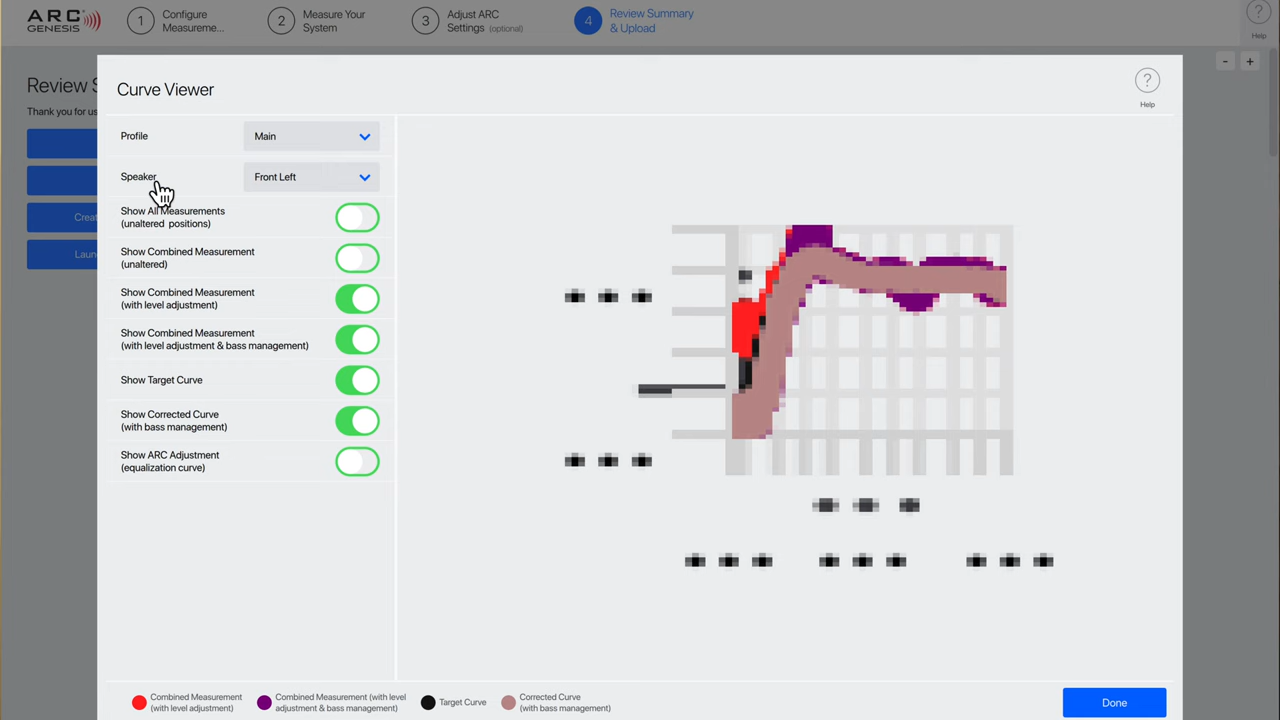 ARC
GENESIS
1
Configure
Measureme...
2
Measure Your
System
3
Adjust ARC
Settings (optional)
4
Review Summary
& Upload
?
Help
Review S
Thank you for us
- +
Creat
Laun
Curve Viewer
?
Help
Profile
Main
Speaker
Front Left
Show All Measurements
(unaltered positions)
Show Combined Measurement
(unaltered)
Show Combined Measurement
(with level adjustment)
Show Combined Measurement
(with level adjustment & bass management)
Show Target Curve
Show Corrected Curve
(with bass management)
Show ARC Adjustment
(equalization curve)
Combined Measurement
(with level adjustment)
Combined Measurement (with level
adjustment & bass management)
Target Curve
Corrected Curve
(with bass management)
Done